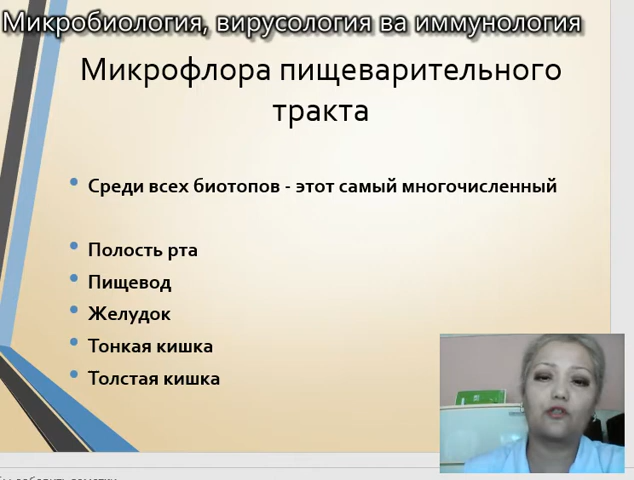 Микробиология, вирусология ва иммунология
Микрофлора пищеварительного
тракта
Среди всех биотопов - этот самый многочисленный
Полость рта
Пищевод
Желудок
Тонкая кишка
Толстая кишка